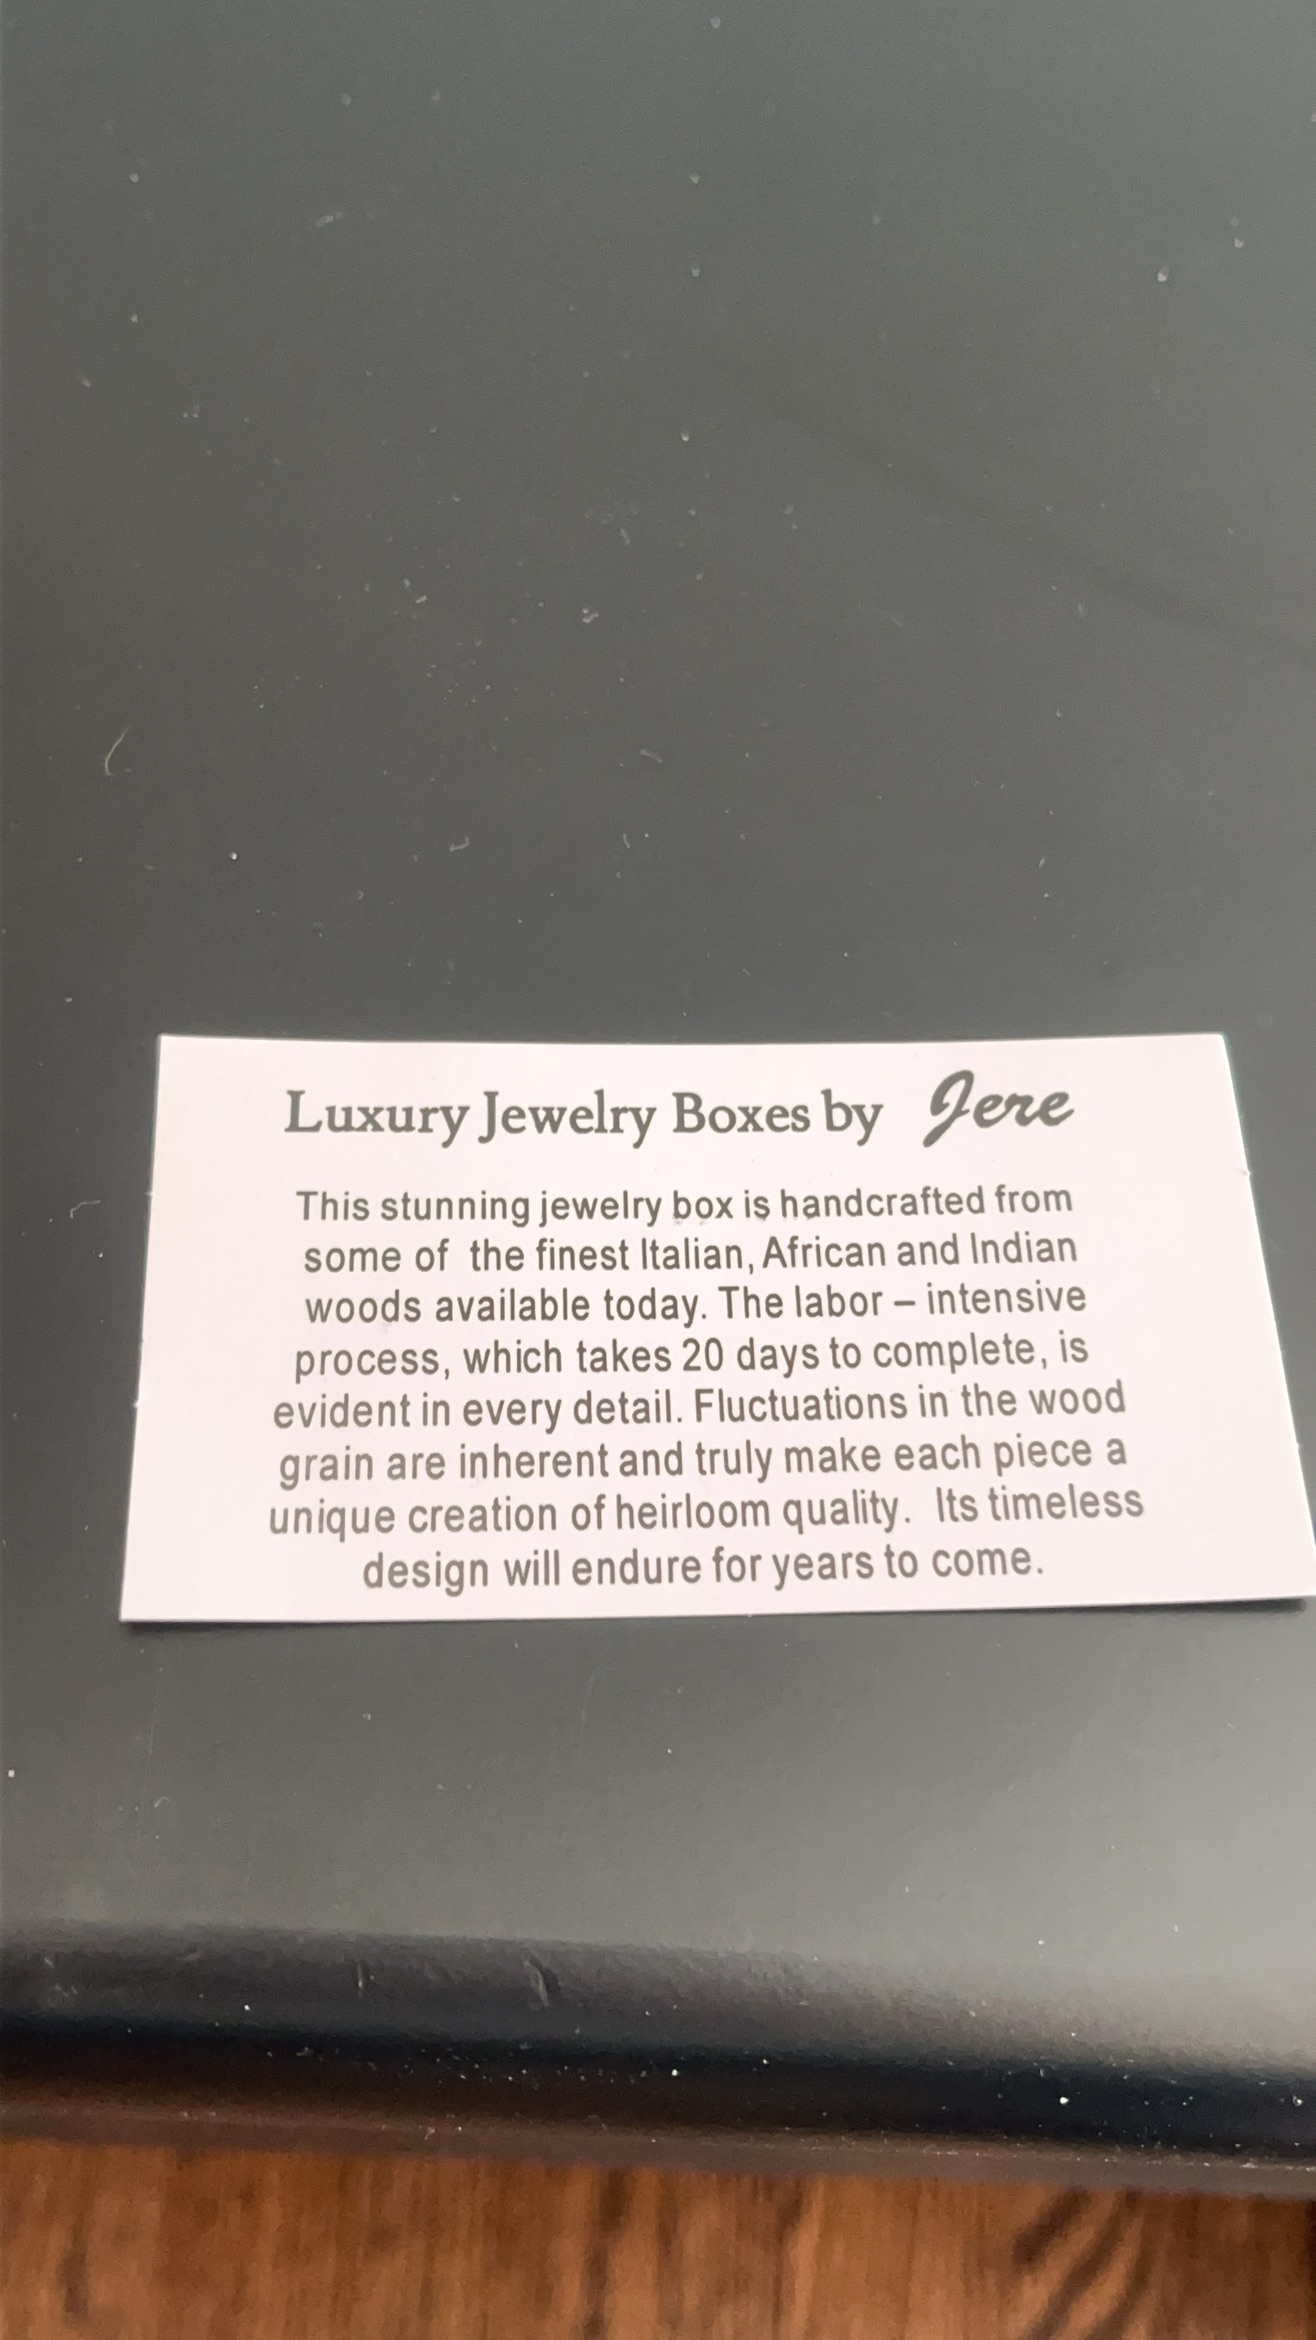 Luxury Jewelry Boxes by Jere
This stunning jewelry box is handcrafted from
some of the finest Italian, African and Indian
woods available today. The labor – intensive
process, which takes 20 days to complete, is
evident in every detail. Fluctuations in the wood
grain are inherent and truly make each piece a
unique creation of heirloom quality. Its timeless
design will endure for years to come.